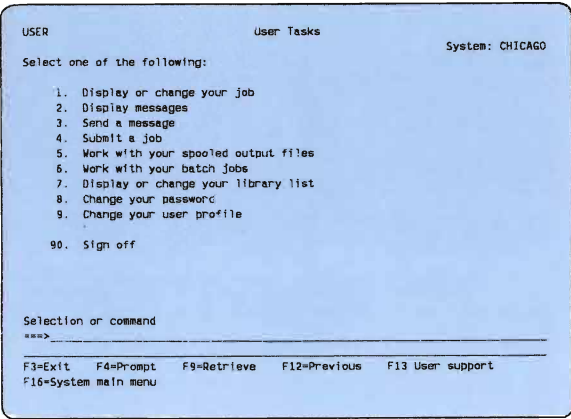 USER User Tasks
System: CHICAGO
Select one of the following:
1. Display or change your job
2. Display messages
3. Send a message
4. Submit a job
5. Work with your spooled output files
6. Work with your batch jobs
7. Display or change your library list
8. Change your password
9. Change your user profile
90. Sign off
Selection or command
===>
F3=Exit F4=Prompt F9=Retrieve F12=Previous F13 User support
F16=System main menu